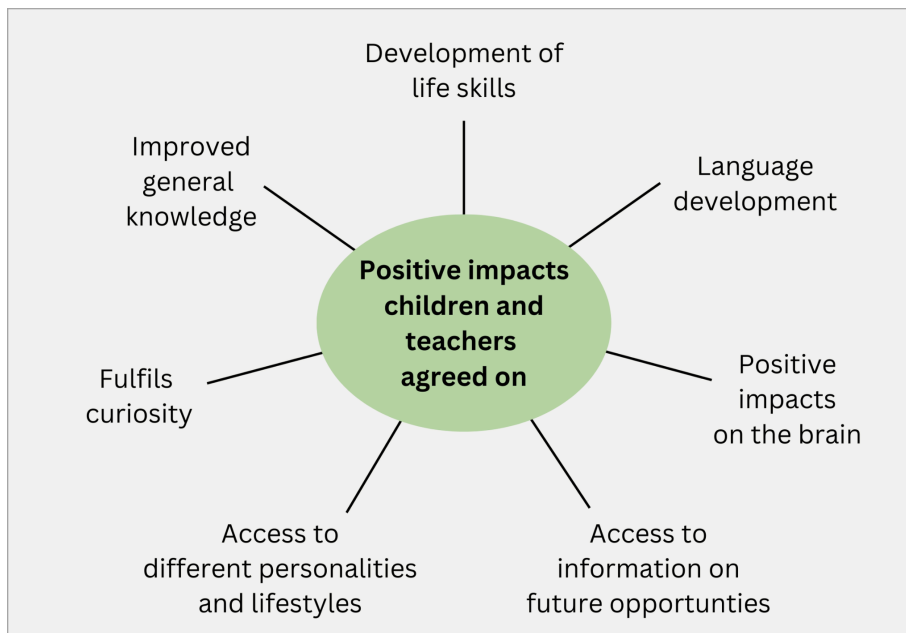 Development of
life skills
Improved
general
knowledge
Language
development
Positive impacts
children and
teachers
agreed on
Fulfils
curiosity
Positive
impacts
on the brain
Access to
different personalities
and lifestyles
Access to
information on
future opportunties